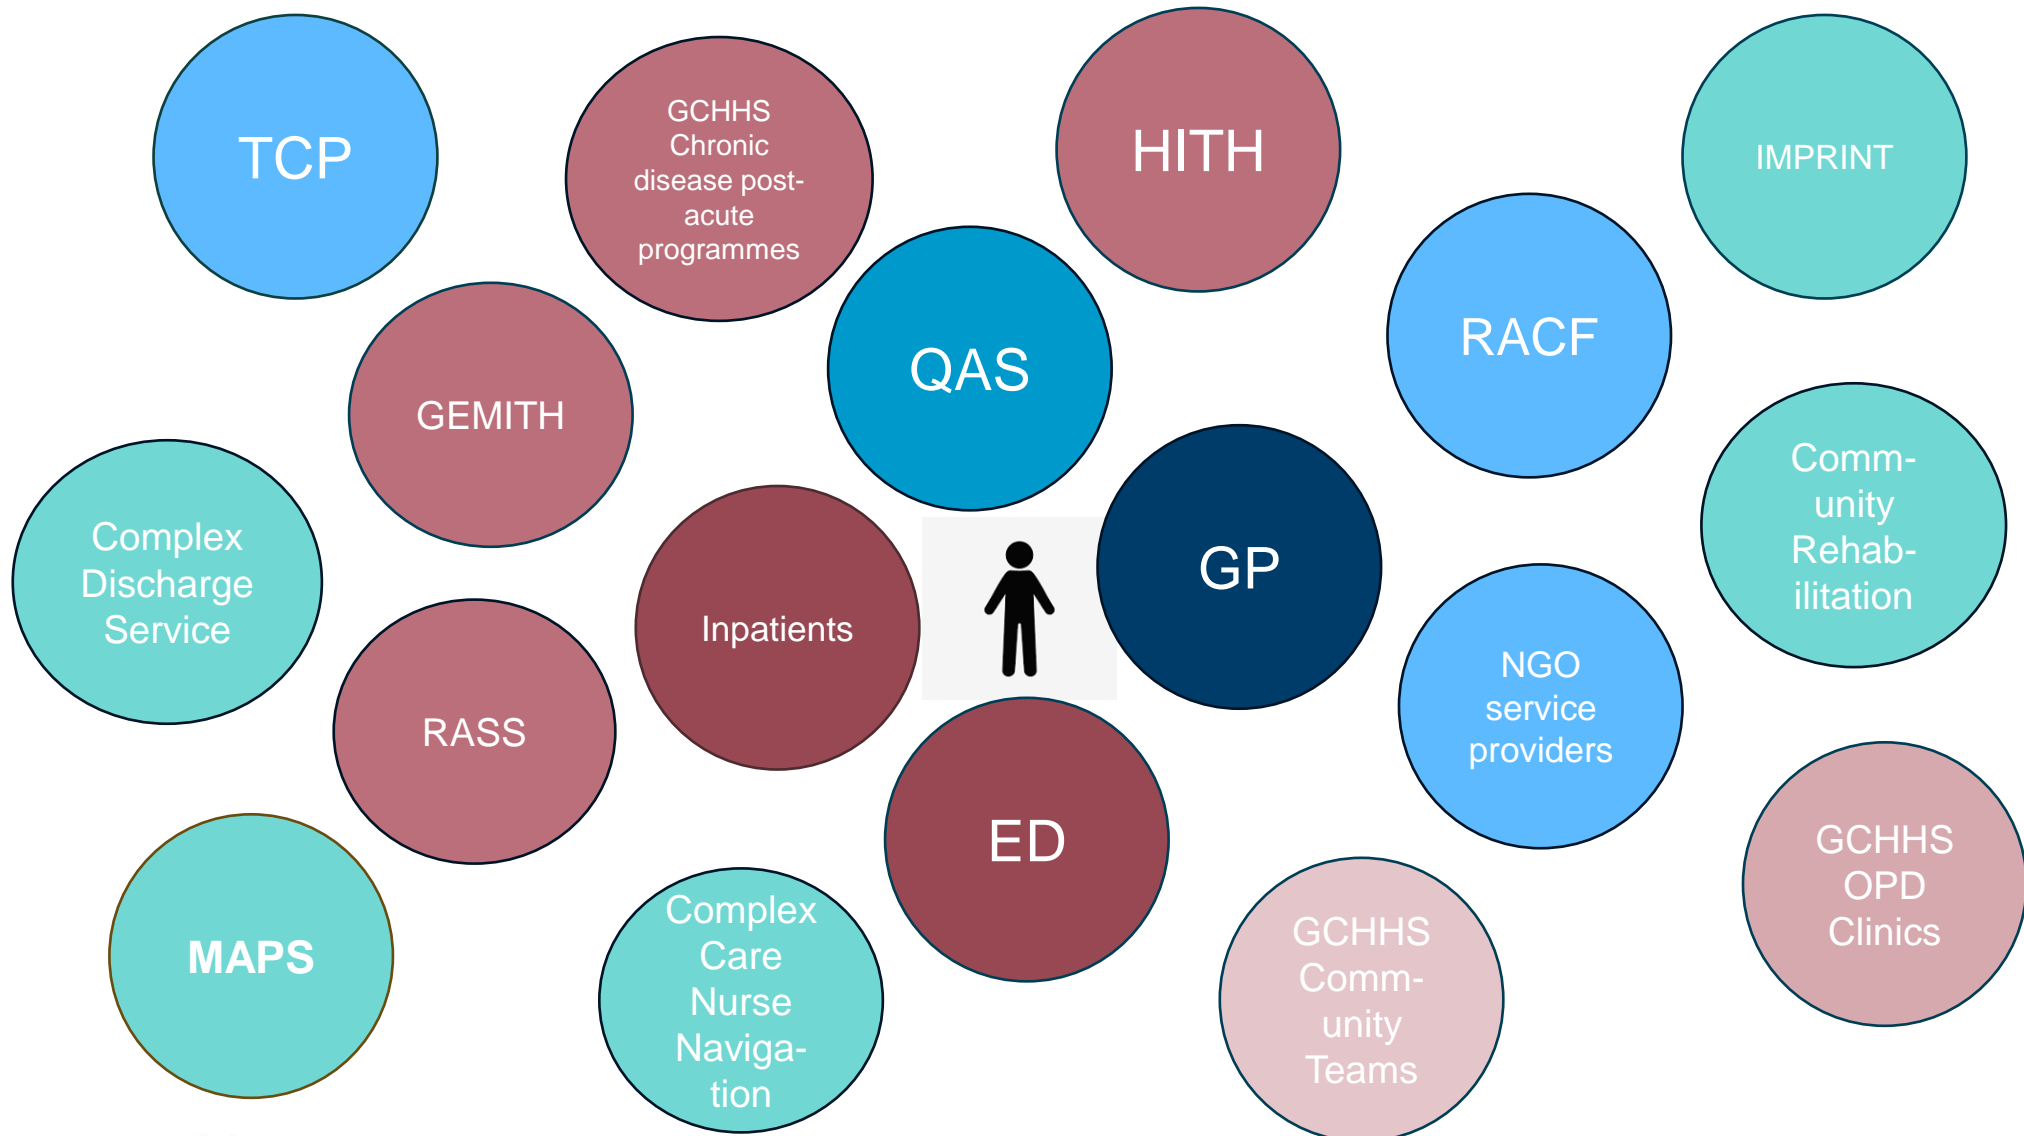 TCP
GCHHS
Chronic
disease post-
acute
programmes
HITH
IMPRINT
QAS
RACF
GEMITH
Comm-
unity
Rehab-
ilitation
Complex
Discharge
Service
Inpatients
GP
RASS
NGO
service
providers
ED
MAPS
Complex
Care
Nurse
Naviga-
tion
GCHHS
Comm-
unity
Teams
GCHHS
OPD
Clinics